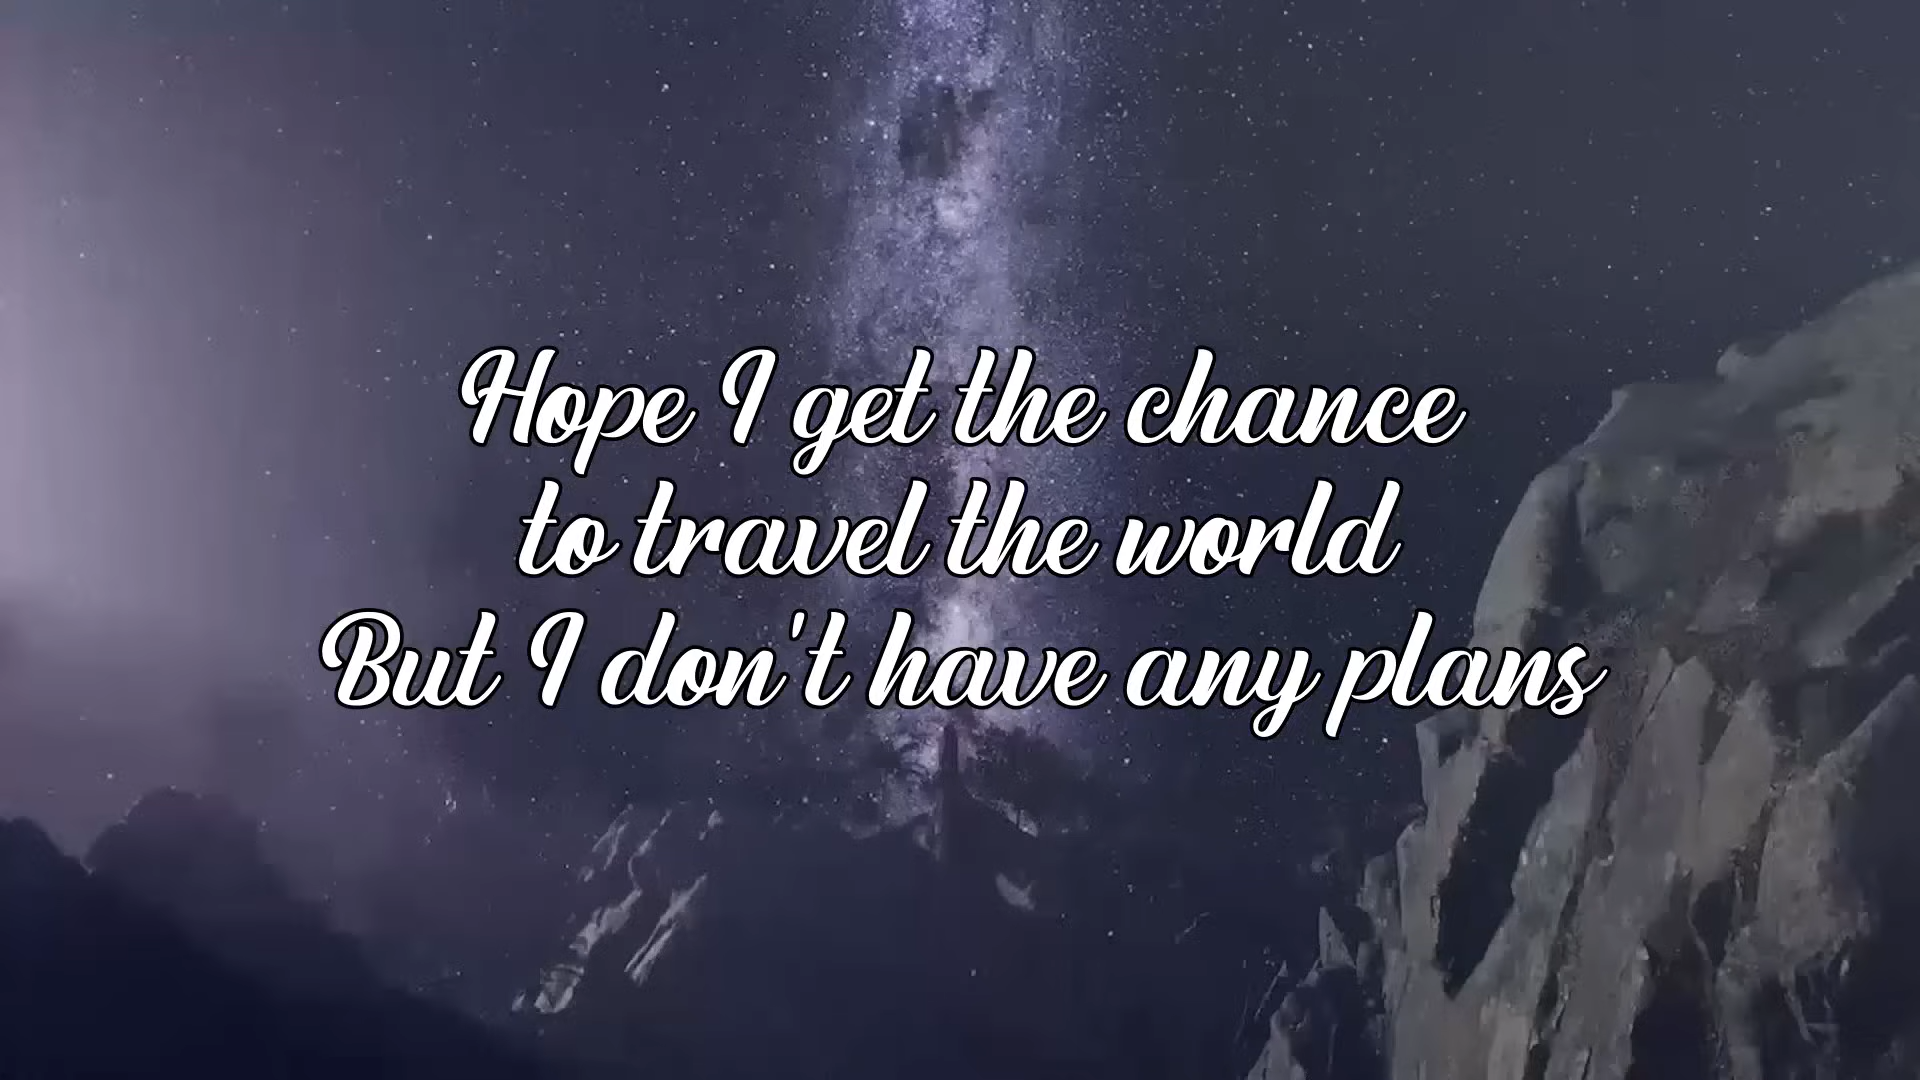 Hope I get the chance
to travel the world
But I don't have any plans